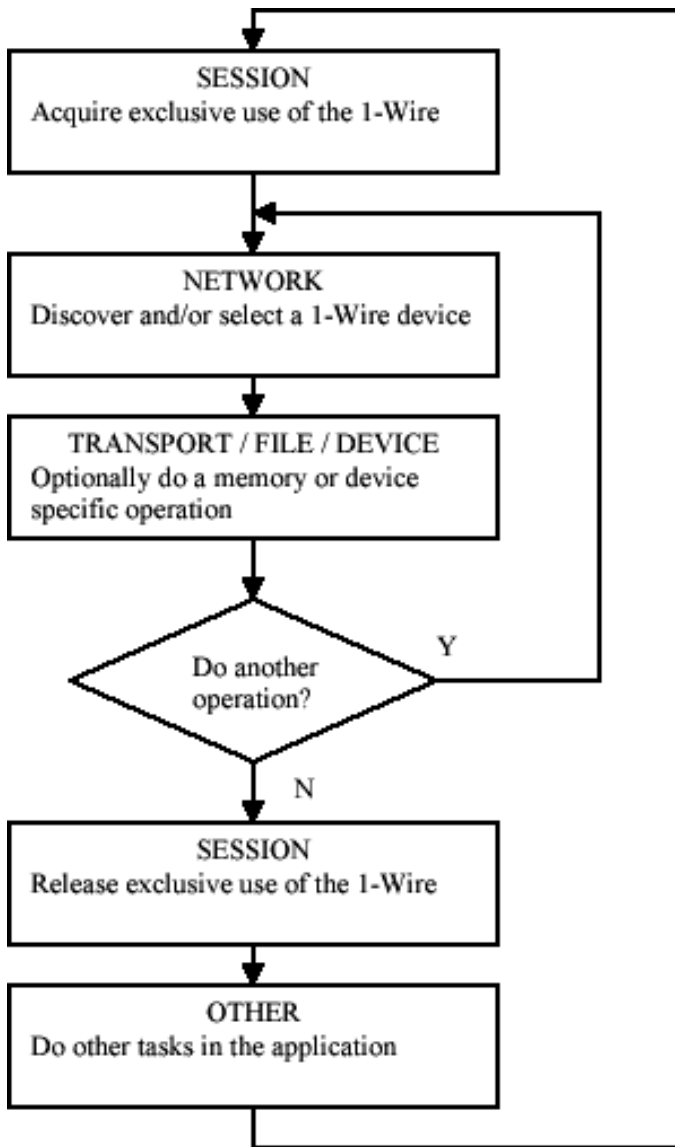 SESSION
Acquire exclusive use of the 1-Wire
NETWORK
Discover and/or select a 1-Wire device
TRANSPORT / FILE / DEVICE
Optionally do a memory or device
specific operation
Do another
operation?
Y
N
SESSION
Release exclusive use of the 1-Wire
OTHER
Do other tasks in the application